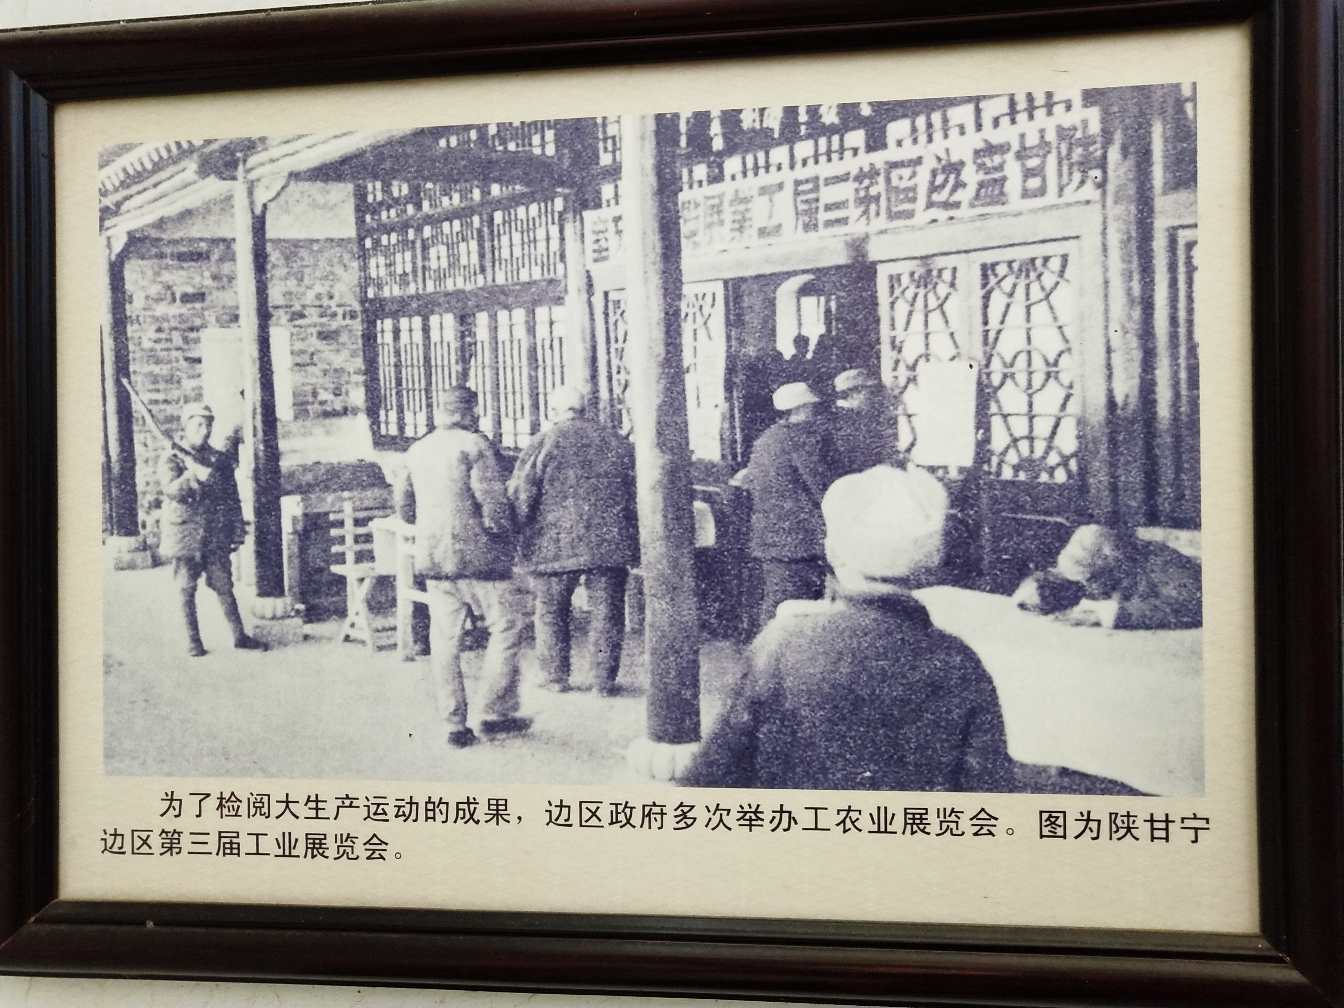 陕甘寧边区第三届工業展
为了检阅大生产运动的成果，边区政府多次举办工农业展览会。图为陕甘宁
边区第三届工业展览会。